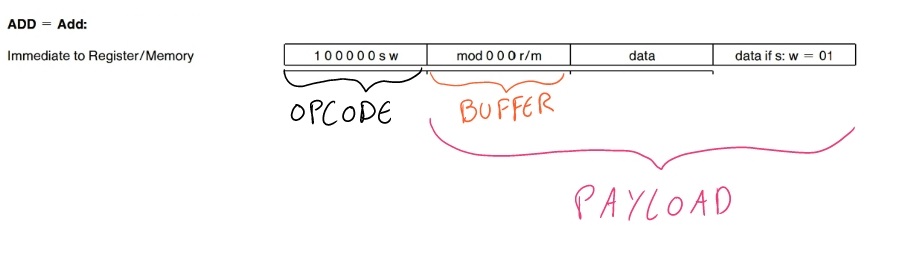 ADD = Add:
Immediate to Register/Memory
1 0 0 0 0 0 s w mod 0 0 0 r/m data data if s: w = 01
OPCODE BUFFER
PAYLOAD